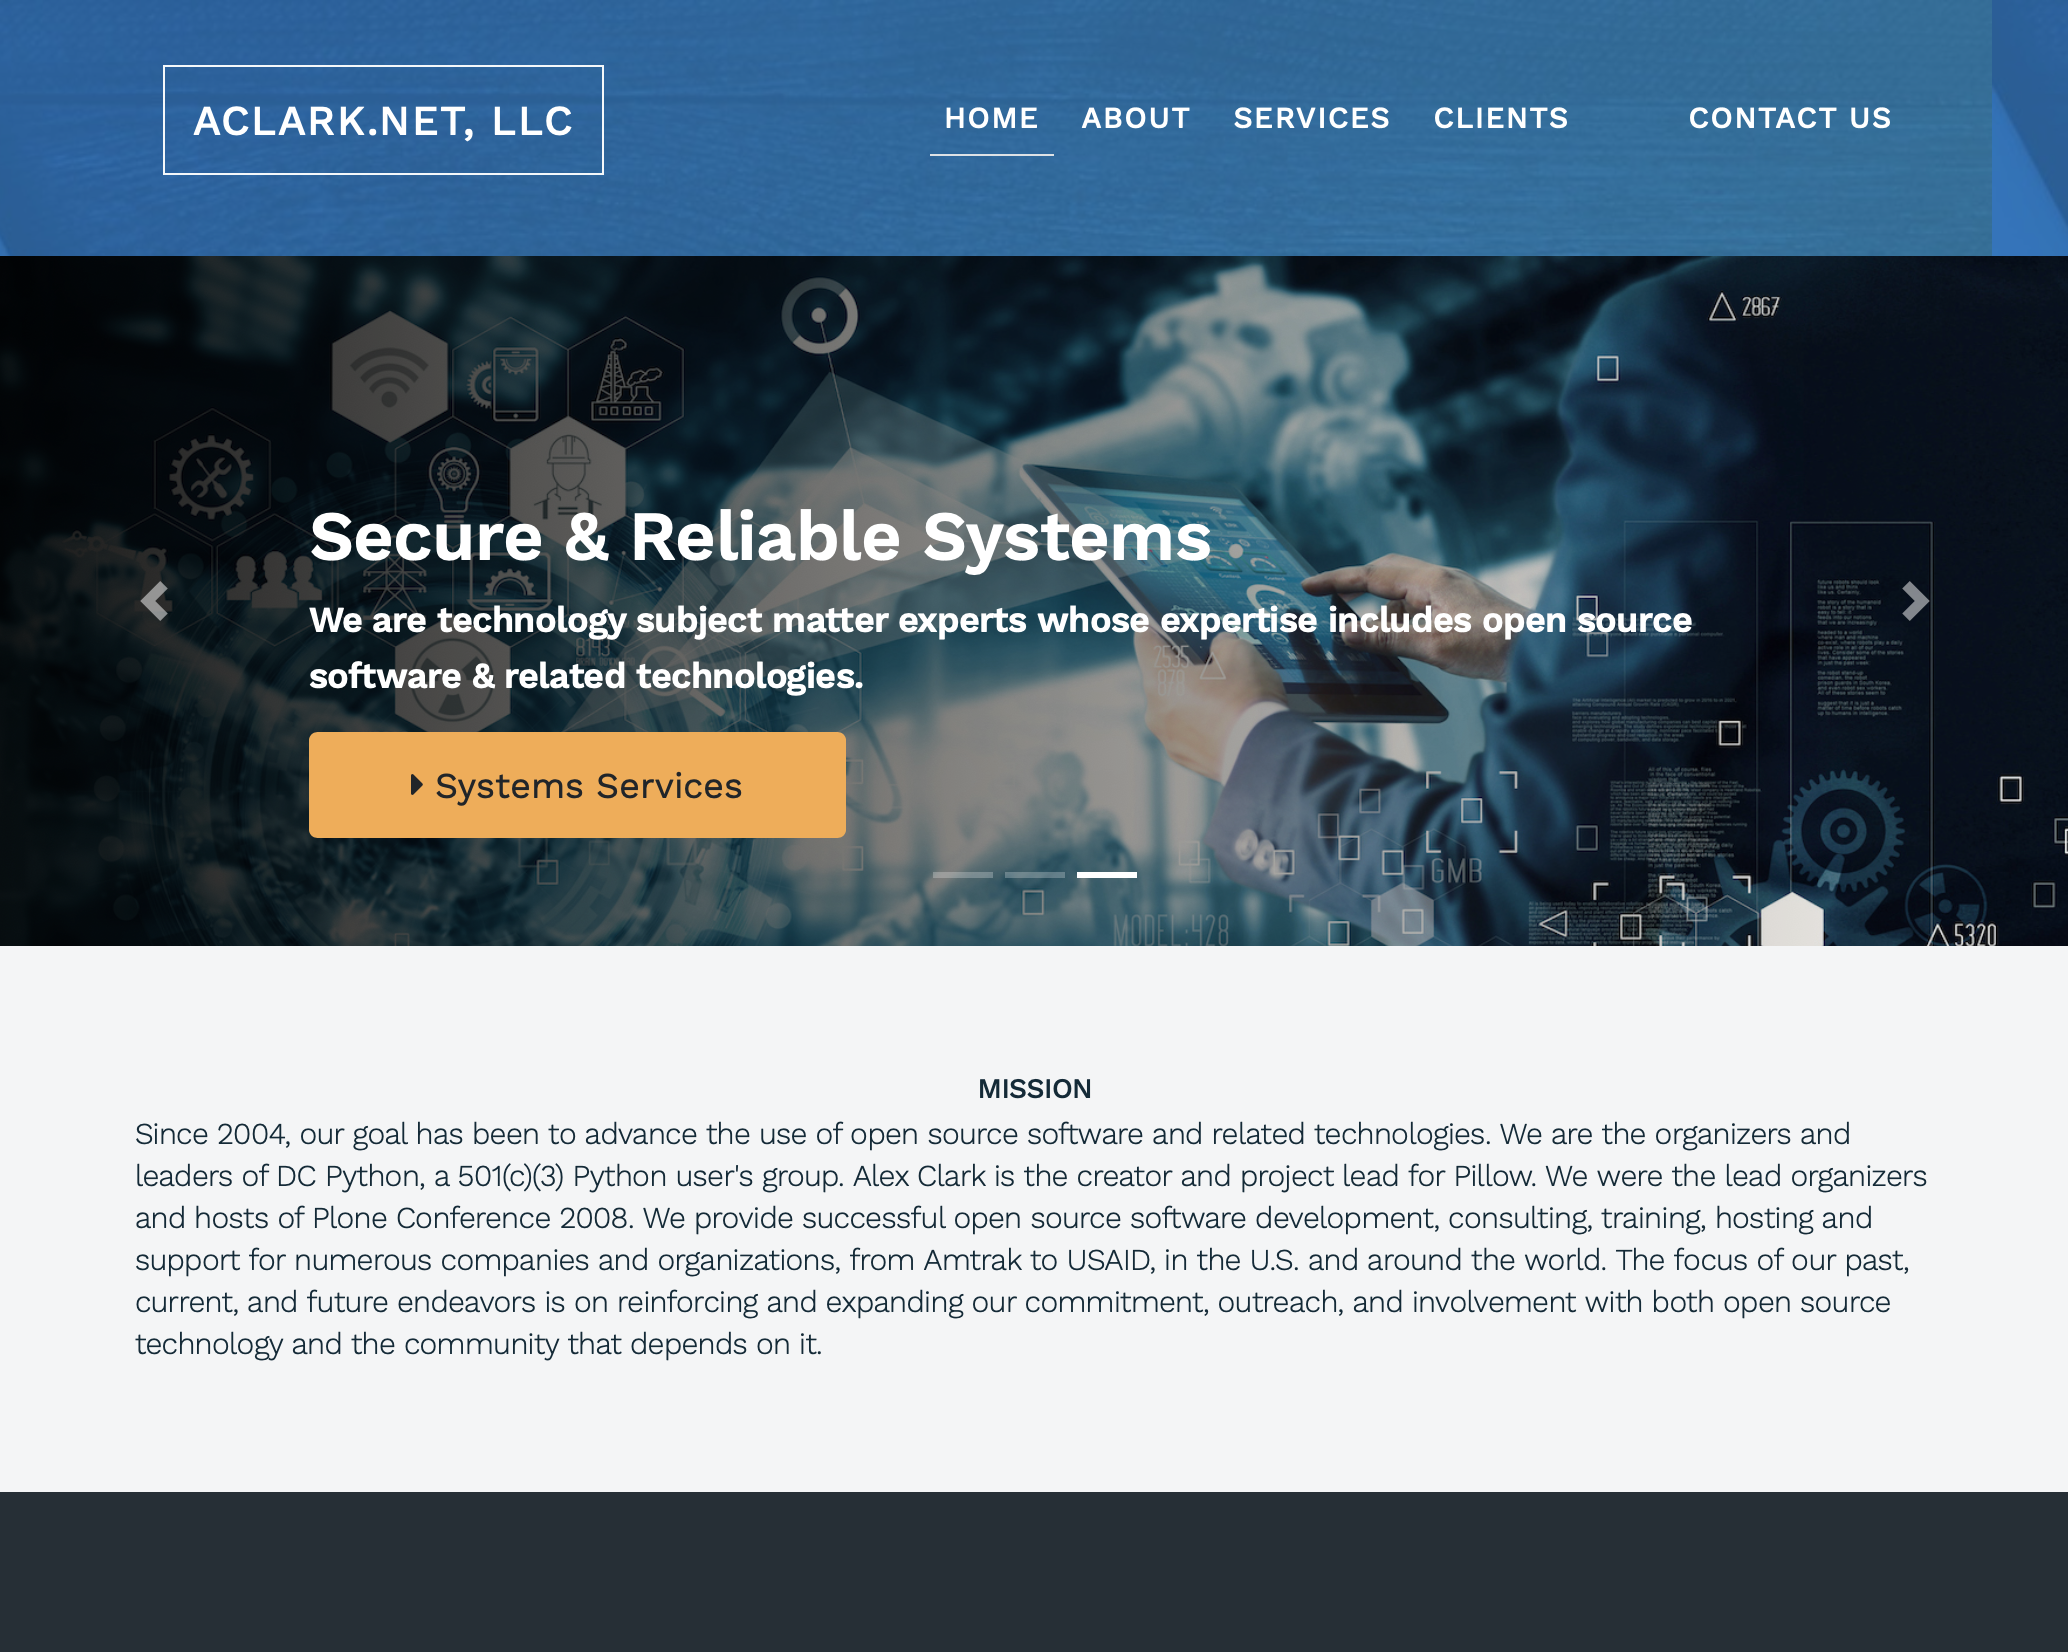 ACLARK.NET, LLC
HOME ABOUT SERVICES CLIENTS CONTACT US
2867
Secure & Reliable Systems
We are technology subject matter experts whose expertise includes open source
software & related technologies.
8193
2535
Systems Services
GMB
MODEL:428
5320
MISSION
Since 2004, our goal has been to advance the use of open source software and related technologies. We are the organizers and
leaders of DC Python, a 501(c)(3) Python user's group. Alex Clark is the creator and project lead for Pillow. We were the lead organizers
and hosts of Plone Conference 2008. We provide successful open source software development, consulting, training, hosting and
support for numerous companies and organizations, from Amtrak to USAID, in the U.S. and around the world. The focus of our past,
current, and future endeavors is on reinforcing and expanding our commitment, outreach, and involvement with both open source
technology and the community that depends on it.